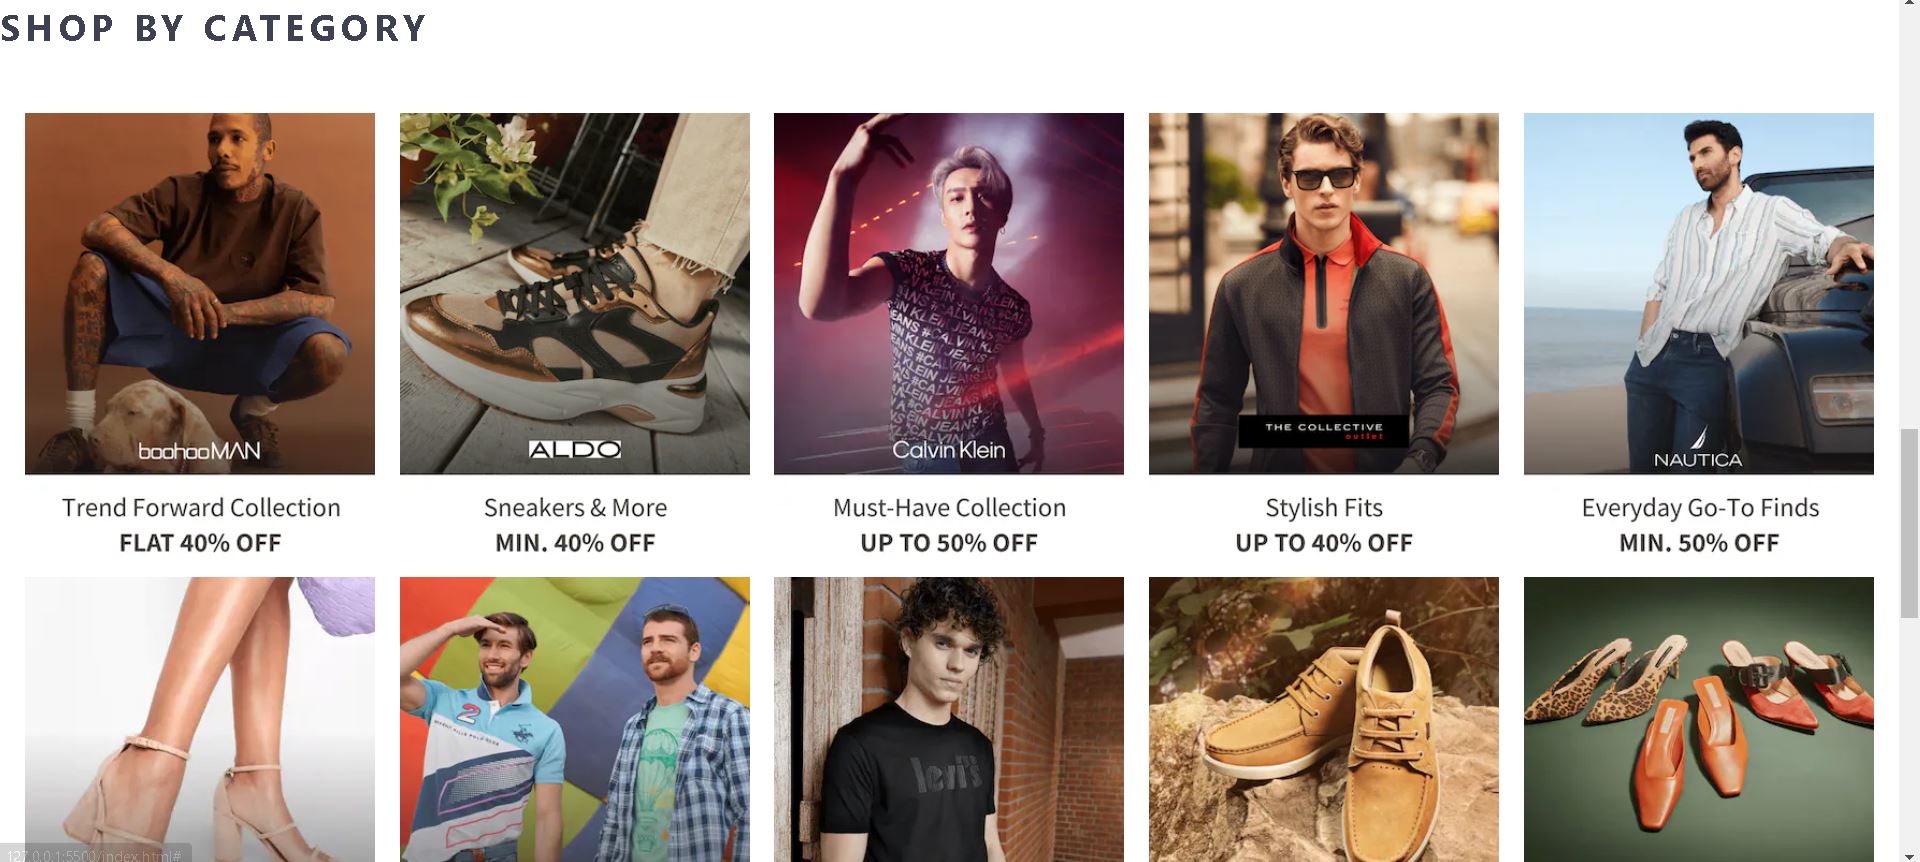 SHOP BY CATEGORY
boohooMAN
ALDO
Calvin Klein
THE COLLECTIVE
outlet
NAUTICA
Trend Forward Collection
FLAT 40% OFF
Sneakers & More
MIN. 40% OFF
Must-Have Collection
UP TO 50% OFF
Stylish Fits
UP TO 40% OFF
Everyday Go-To Finds
MIN. 50% OFF
2
levi's
127.0.0.1:5500/index.html#